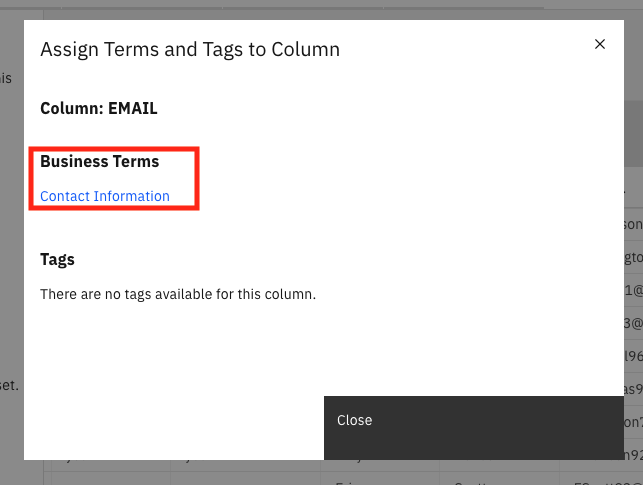 Assign Terms and Tags to Column
Column: EMAIL
Business Terms
Contact Information
Tags
There are no tags available for this column.
Close
set.